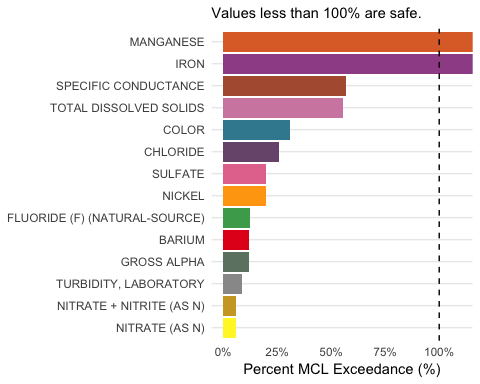 Values less than 100% are safe.
MANGANESE
IRON
SPECIFIC CONDUCTANCE
TOTAL DISSOLVED SOLIDS
COLOR
CHLORIDE
SULFATE
NICKEL
FLUORIDE (F) (NATURAL-SOURCE)
BARIUM
GROSS ALPHA
TURBIDITY, LABORATORY
NITRATE + NITRITE (AS N)
NITRATE (AS N)
0% 25% 50% 75% 100%
Percent MCL Exceedance (%)